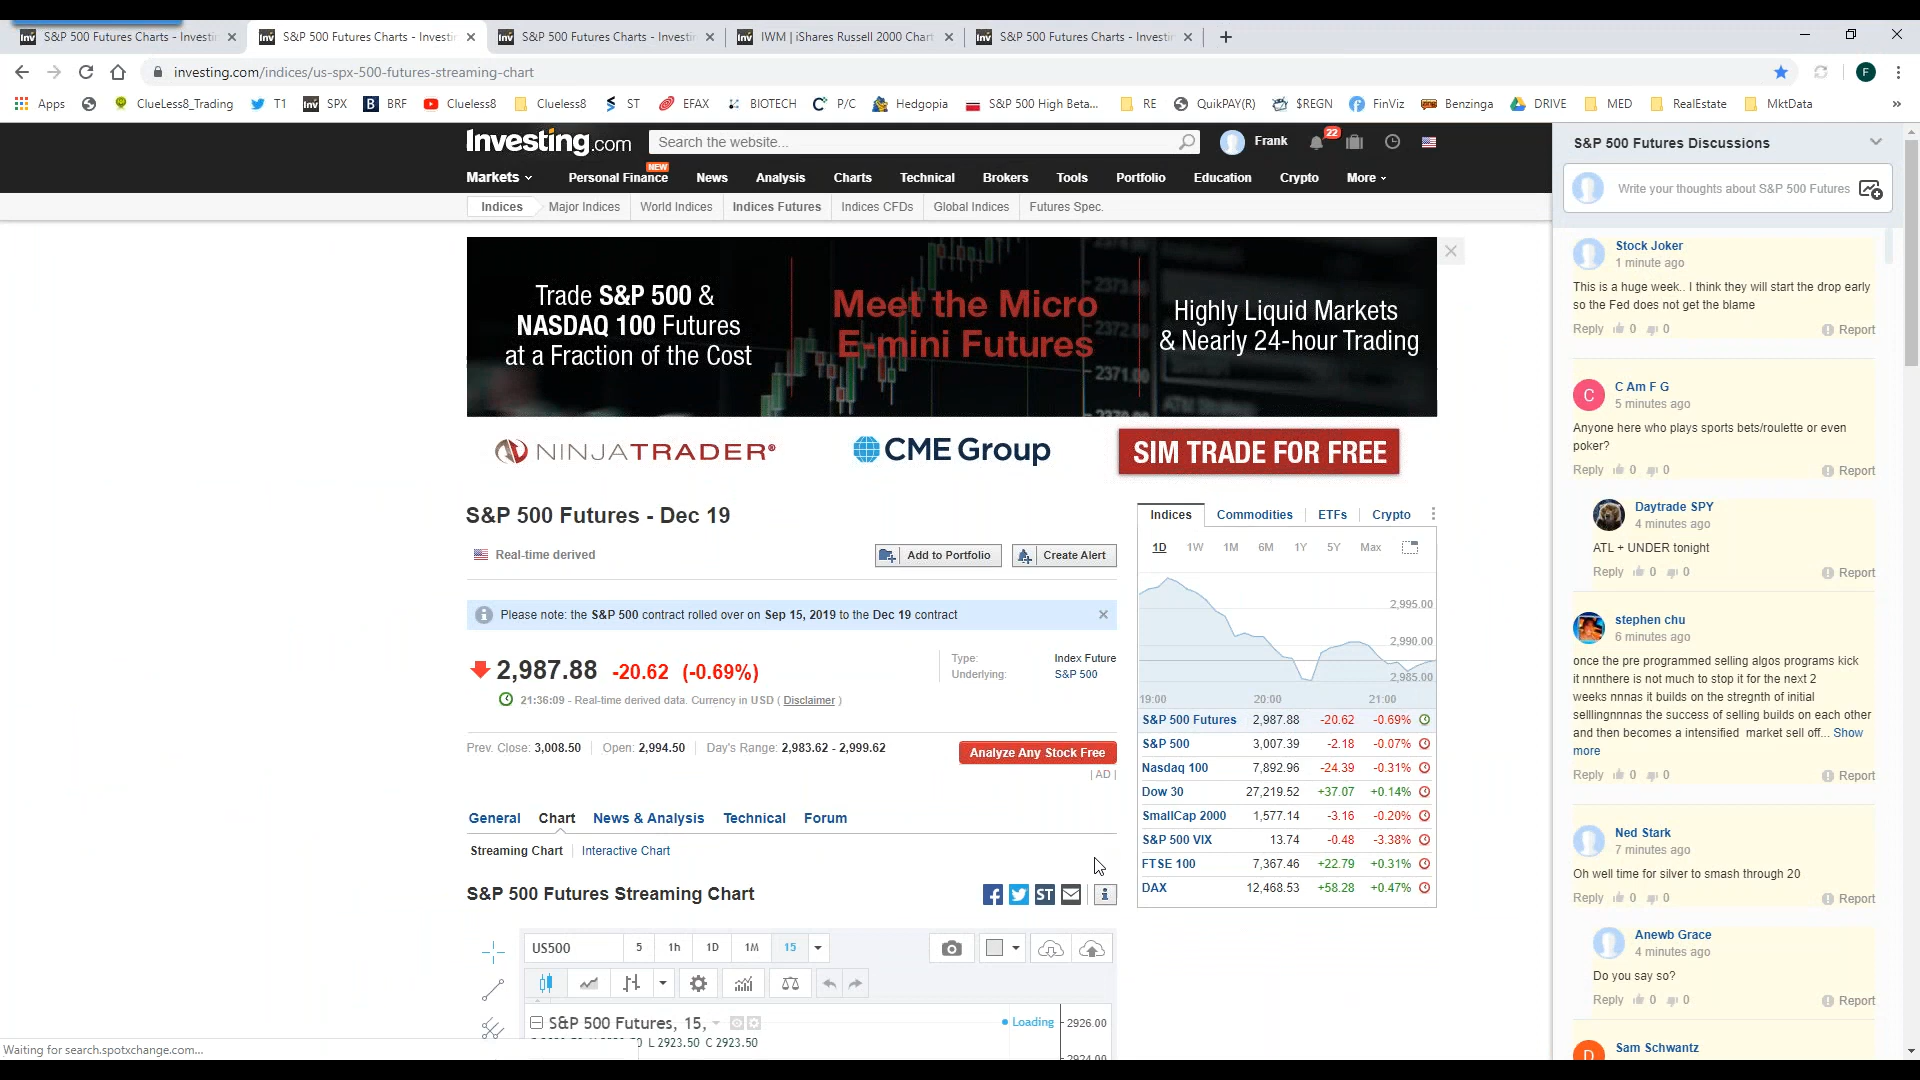 S&P 500 Futures Charts - Investi
S&P 500 Futures Charts - Investin
S&P 500 Futures Charts - Investin
IWM | iShares Russell 2000 Chart
S&P 500 Futures Charts - Investin
investing.com/indices/us-spx-500-futures-streaming-chart
Apps
ClueLess8_Trading
T1
SPX
BRF
Clueless8
Clueless8
ST
EFAX
BIOTECH
P/C
Hedgopia
S&P 500 High Beta...
RE
QuikPAY(R)
$REGN
FinViz
Benzinga
DRIVE
MED
RealEstate
MktData
Investing.com
Search the website...
Frank
22
NEW
Markets
Personal Finance
News
Analysis
Charts
Technical
Brokers
Tools
Portfolio
Education
Crypto
More
Indices
Major Indices
World Indices
Indices Futures
Indices CFDs
Global Indices
Futures Spec.
Trade S&P 500 &
NASDAQ 100 Futures
at a Fraction of the Cost
Meet the Micro
E-mini Futures
Highly Liquid Markets
& Nearly 24-hour Trading
NINJATRADER
CME Group
SIM TRADE FOR FREE
S&P 500 Futures - Dec 19
Real-time derived
Add to Portfolio
Create Alert
Please note: the S&P 500 contract rolled over on Sep 15, 2019 to the Dec 19 contract
2,987.88 -20.62 (-0.69%)
21:36:09 - Real-time derived data. Currency in USD ( Disclaimer )
Type: Index Future
Underlying: S&P 500
Prev. Close: 3,008.50
Open: 2,994.50
Day's Range: 2,983.62 - 2,999.62
Analyze Any Stock Free
| AD |
General
Chart
News & Analysis
Technical
Forum
Streaming Chart
Interactive Chart
S&P 500 Futures Streaming Chart
US500
5
1h
1D
1M
15
S&P 500 Futures, 15,
Loading
2926.00
L 2923.50 C 2923.50
Waiting for search.spotxchange.com...
Indices
Commodities
ETFs
Crypto
1D
1W
1M
6M
1Y
5Y
Max
2,995.00
2,990.00
2,985.00
19:00
20:00
21:00
S&P 500 Futures 2,987.88 -20.62 -0.69%
S&P 500 3,007.39 -2.18 -0.07%
Nasdaq 100 7,892.96 -24.39 -0.31%
Dow 30 27,219.52 +37.07 +0.14%
SmallCap 2000 1,577.14 -3.16 -0.20%
S&P 500 VIX 13.74 -0.48 -3.38%
FTSE 100 7,367.46 +22.79 +0.31%
DAX 12,468.53 +58.28 +0.47%
S&P 500 Futures Discussions
Write your thoughts about S&P 500 Futures
Stock Joker
1 minute ago
This is a huge week.. I think they will start the drop early
so the Fed does not get the blame
Reply 0 0 Report
C Am F G
5 minutes ago
Anyone here who plays sports bets/roulette or even
poker?
Reply 0 0 Report
Daytrade SPY
4 minutes ago
ATL + UNDER tonight
Reply 0 0 Report
stephen chu
6 minutes ago
once the pre programmed selling algos programs kick
it nnnthere is not much to stop it for the next 2
weeks nnnas it builds on the stregnth of initial
selllingnnnas the success of selling builds on each other
and then becomes a intensified market sell off... Show
more
Reply 0 0 Report
Ned Stark
7 minutes ago
Oh well time for silver to smash through 20
Reply 0 0 Report
Anewb Grace
4 minutes ago
Do you say so?
Reply 0 0 Report
Sam Schwantz